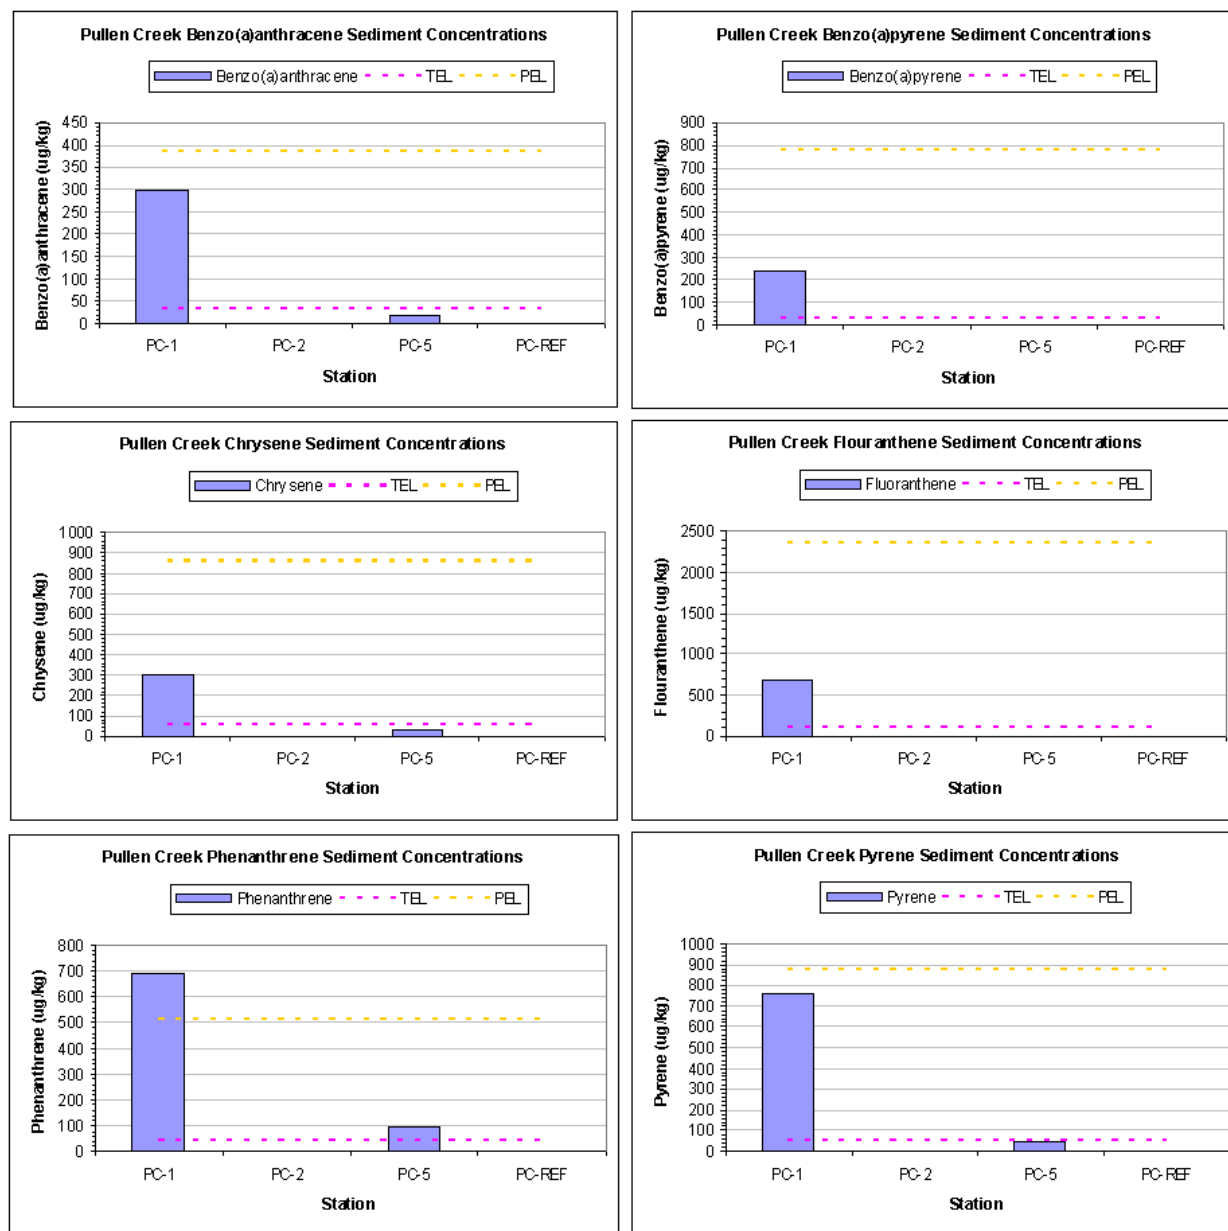 Pullen Creek Benzo(a)anthracene Sediment Concentrations
Benzo(a)anthracene TEL PEL
Benzo(a)anthracene (ug/kg)
450
400
350
300
250
200
150
100
50
0
PC-1 PC-2 PC-5 PC-REF
Station
Pullen Creek Benzo(a)pyrene Sediment Concentrations
Benzo(a)pyrene TEL PEL
Benzo(a)pyrene (ug/kg)
900
800
700
600
500
400
300
200
100
0
PC-1 PC-2 PC-5 PC-REF
Station
Pullen Creek Chrysene Sediment Concentrations
Chrysene TEL PEL
Chrysene (ug/kg)
1000
900
800
700
600
500
400
300
200
100
0
PC-1 PC-2 PC-5 PC-REF
Station
Pullen Creek Flouranthene Sediment Concentrations
Fluoranthene TEL PEL
Flouranthene (ug/kg)
2500
2000
1500
1000
500
0
PC-1 PC-2 PC-5 PC-REF
Station
Pullen Creek Phenanthrene Sediment Concentrations
Phenanthrene TEL PEL
Phenanthrene (ug/kg)
800
700
600
500
400
300
200
100
0
PC-1 PC-2 PC-5 PC-REF
Station
Pullen Creek Pyrene Sediment Concentrations
Pyrene TEL PEL
Pyrene (ug/kg)
1000
900
800
700
600
500
400
300
200
100
0
PC-1 PC-2 PC-5 PC-REF
Station